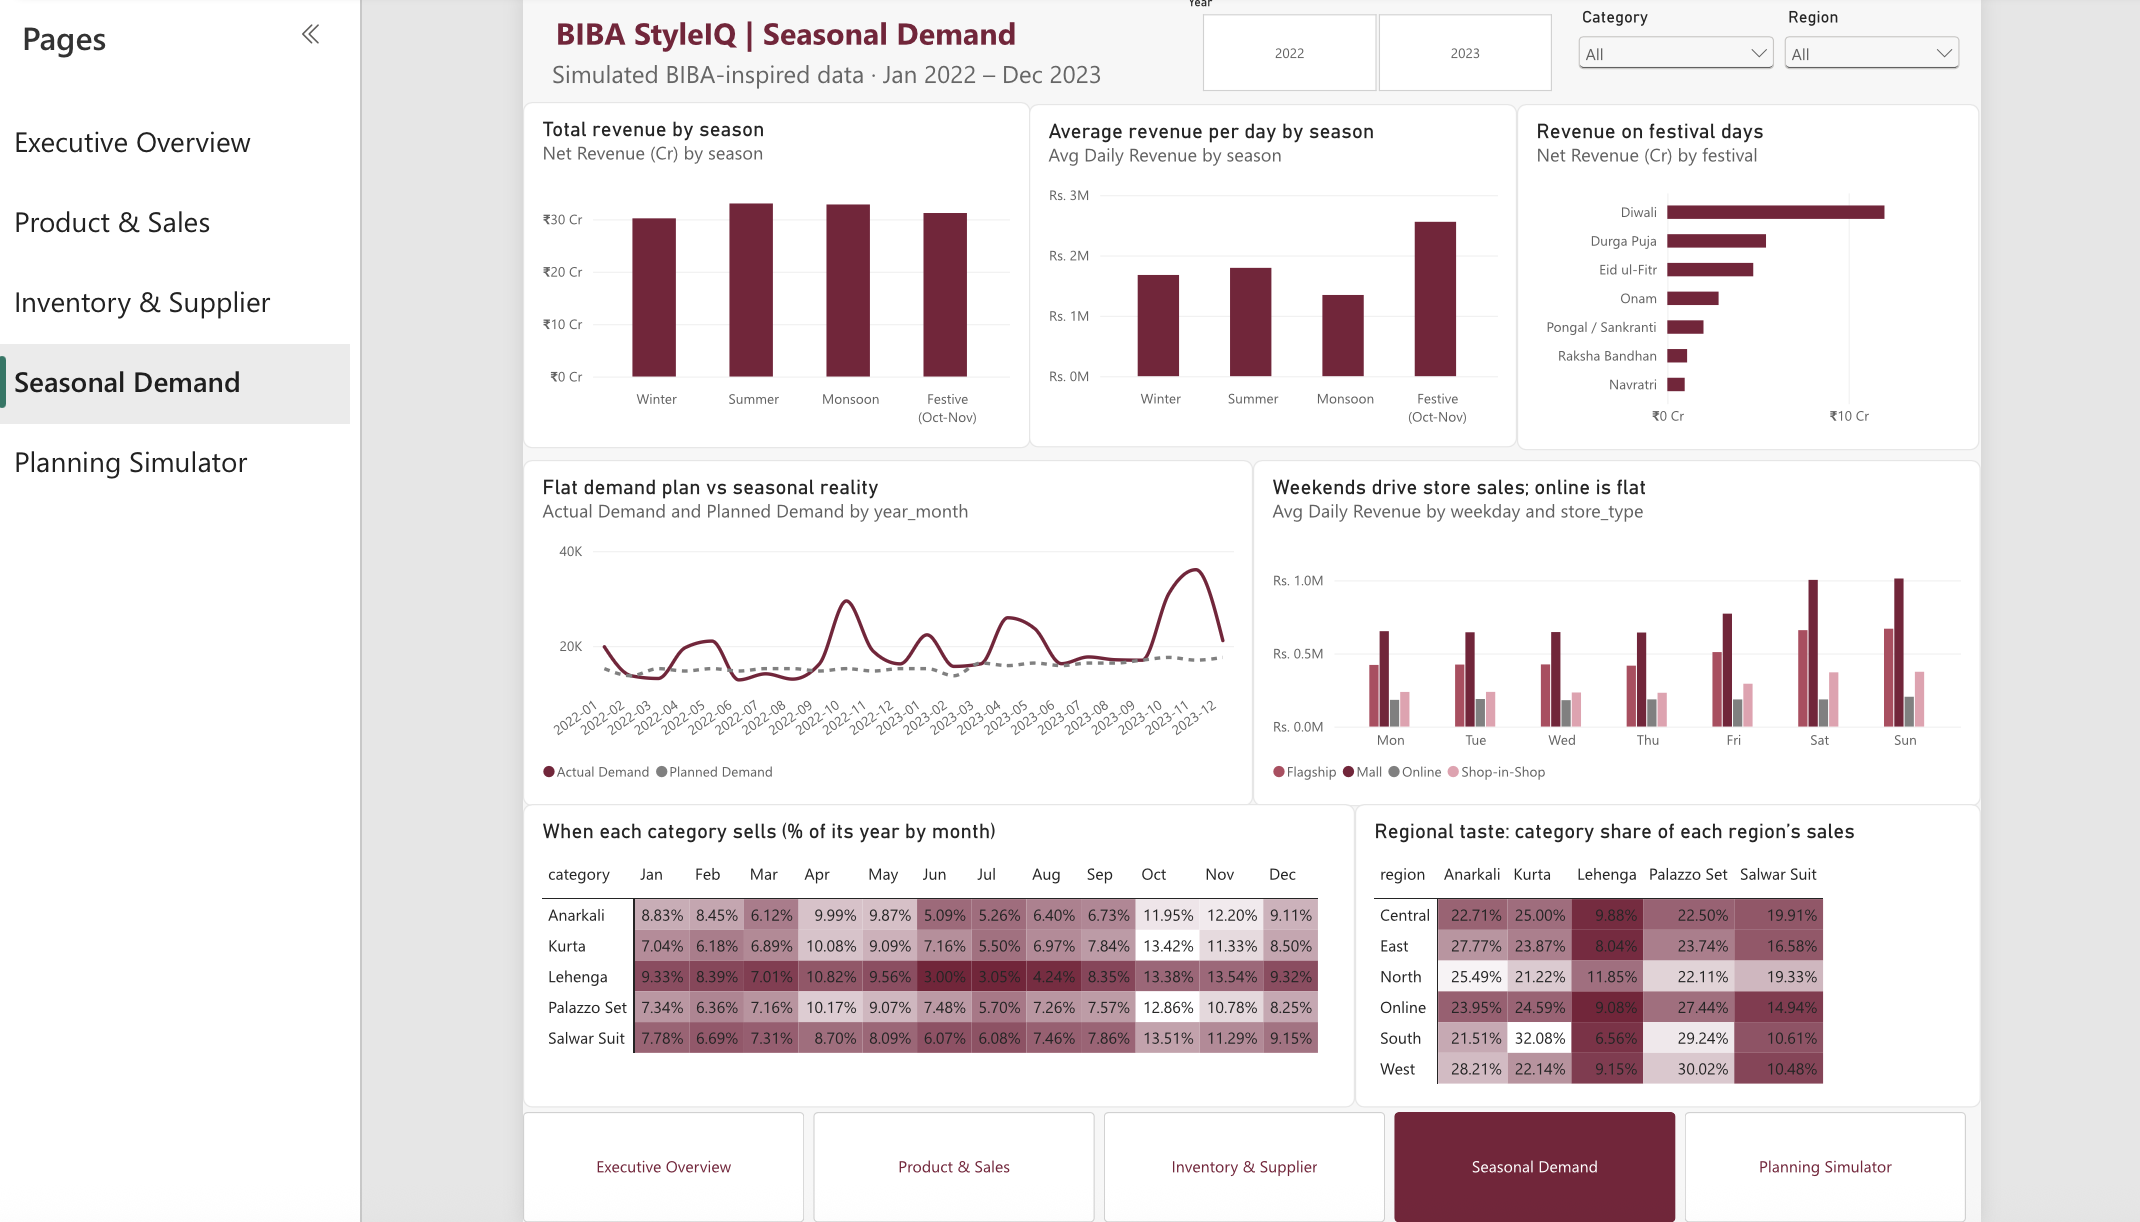 Pages
Executive Overview
Product & Sales
Inventory & Supplier
Seasonal Demand
Planning Simulator
BIBA StyleIQ | Seasonal Demand
Simulated BIBA-inspired data · Jan 2022 – Dec 2023
Year
2022
2023
Category
All
Region
All
Total revenue by season
Net Revenue (Cr) by season
₹30 Cr
₹20 Cr
₹10 Cr
₹0 Cr
Winter Summer Monsoon Festive
(Oct-Nov)
Average revenue per day by season
Avg Daily Revenue by season
Rs. 3M
Rs. 2M
Rs. 1M
Rs. 0M
Winter Summer Monsoon Festive
(Oct-Nov)
Revenue on festival days
Net Revenue (Cr) by festival
Diwali
Durga Puja
Eid ul-Fitr
Onam
Pongal / Sankranti
Raksha Bandhan
Navratri
₹0 Cr ₹10 Cr
Flat demand plan vs seasonal reality
Actual Demand and Planned Demand by year_month
40K
20K
2022-01 2022-02 2022-03 2022-04 2022-05 2022-06 2022-07 2022-08 2022-09 2022-10 2022-11 2022-12 2023-01 2023-02 2023-03 2023-04 2023-05 2023-06 2023-07 2023-08 2023-09 2023-10 2023-11 2023-12
Actual Demand Planned Demand
Weekends drive store sales; online is flat
Avg Daily Revenue by weekday and store_type
Rs. 1.0M
Rs. 0.5M
Rs. 0.0M
Mon Tue Wed Thu Fri Sat Sun
Flagship Mall Online Shop-in-Shop
When each category sells (% of its year by month)
category Jan Feb Mar Apr May Jun Jul Aug Sep Oct Nov Dec
Anarkali 8.83% 8.45% 6.12% 9.99% 9.87% 5.09% 5.26% 6.40% 6.73% 11.95% 12.20% 9.11%
Kurta 7.04% 6.18% 6.89% 10.08% 9.09% 7.16% 5.50% 6.97% 7.84% 13.42% 11.33% 8.50%
Lehenga 9.33% 8.39% 7.01% 10.82% 9.56% 3.00% 3.05% 4.24% 8.35% 13.38% 13.54% 9.32%
Palazzo Set 7.34% 6.36% 7.16% 10.17% 9.07% 7.48% 5.70% 7.26% 7.57% 12.86% 10.78% 8.25%
Salwar Suit 7.78% 6.69% 7.31% 8.70% 8.09% 6.07% 6.08% 7.46% 7.86% 13.51% 11.29% 9.15%
Regional taste: category share of each region’s sales
region Anarkali Kurta Lehenga Palazzo Set Salwar Suit
Central 22.71% 25.00% 9.88% 22.50% 19.91%
East 27.77% 23.87% 8.04% 23.74% 16.58%
North 25.49% 21.22% 11.85% 22.11% 19.33%
Online 23.95% 24.59% 9.08% 27.44% 14.94%
South 21.51% 32.08% 6.56% 29.24% 10.61%
West 28.21% 22.14% 9.15% 30.02% 10.48%
Executive Overview
Product & Sales
Inventory & Supplier
Seasonal Demand
Planning Simulator